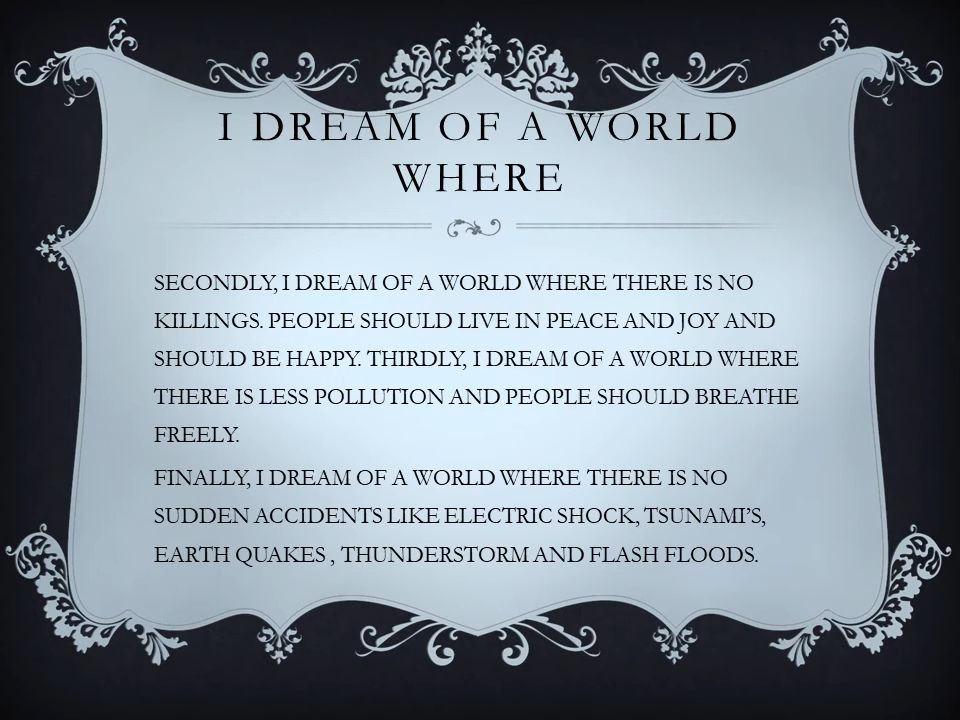 I DREAM OF A WORLD
WHERE
SECONDLY, I DREAM OF A WORLD WHERE THERE IS NO
KILLINGS. PEOPLE SHOULD LIVE IN PEACE AND JOY AND
SHOULD BE HAPPY. THIRDLY, I DREAM OF A WORLD WHERE
THERE IS LESS POLLUTION AND PEOPLE SHOULD BREATHE
FREELY.
FINALLY, I DREAM OF A WORLD WHERE THERE IS NO
SUDDEN ACCIDENTS LIKE ELECTRIC SHOCK, TSUNAMI’S,
EARTH QUAKES , THUNDERSTORM AND FLASH FLOODS.